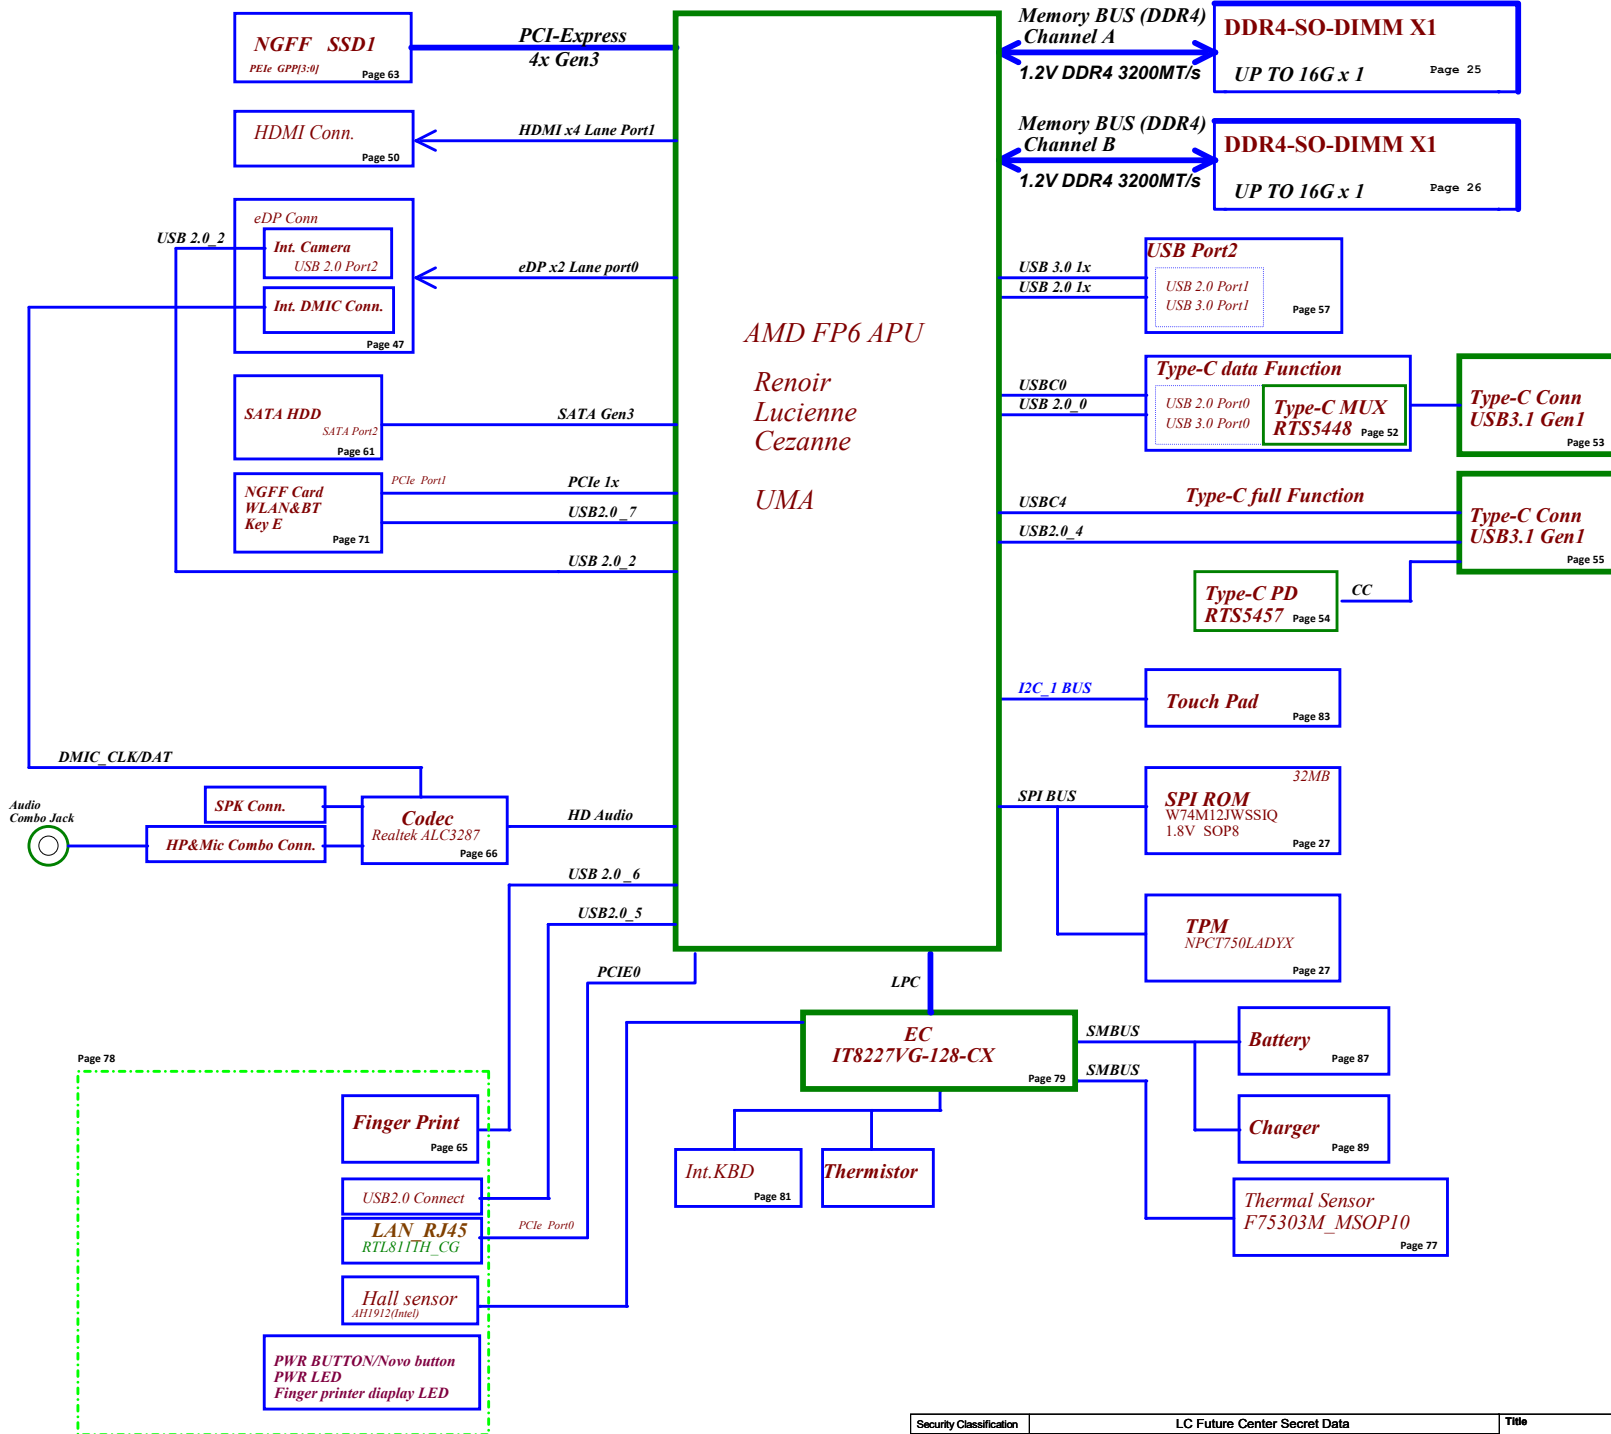 NGFF SSD1
PEIe GPP[3:0]
Page 63
PCI-Express
4x Gen3
HDMI Conn.
Page 50
HDMI x4 Lane Port1
eDP Conn
USB 2.0_2
Int. Camera
USB 2.0 Port2
Int. DMIC Conn.
Page 47
eDP x2 Lane port0
SATA HDD
SATA Port2
Page 61
SATA Gen3
NGFF Card
WLAN&BT
Key E
Page 71
PCIe Port1
PCIe 1x
USB2.0_7
USB 2.0_2
DMIC_CLK/DAT
Audio
Combo Jack
SPK Conn.
HP&Mic Combo Conn.
Codec
Realtek ALC3287
Page 66
HD Audio
USB 2.0_6
USB2.0_5
PCIE0
AMD FP6 APU
Renoir
Lucienne
Cezanne
UMA
Memory BUS (DDR4)
Channel A
1.2V DDR4 3200MT/s
DDR4-SO-DIMM X1
UP TO 16G x 1
Page 25
Memory BUS (DDR4)
Channel B
1.2V DDR4 3200MT/s
DDR4-SO-DIMM X1
UP TO 16G x 1
Page 26
USB 3.0 1x
USB 2.0 1x
USB Port2
USB 2.0 Port1
USB 3.0 Port1
Page 57
USBC0
USB 2.0_0
Type-C data Function
USB 2.0 Port0
USB 3.0 Port0
Type-C MUX
RTS5448
Page 52
Type-C Conn
USB3.1 Gen1
Page 53
USBC4
Type-C full Function
USB2.0_4
Type-C Conn
USB3.1 Gen1
Page 55
Type-C PD
RTS5457
Page 54
CC
I2C_1 BUS
Touch Pad
Page 83
SPI BUS
32MB
SPI ROM
W74M12JWSSIQ
1.8V SOP8
Page 27
TPM
NPCT750LADYX
Page 27
LPC
EC
IT8227VG-128-CX
Page 79
SMBUS
SMBUS
Battery
Page 87
Charger
Page 89
Thermal Sensor
F75303M_MSOP10
Page 77
Int.KBD
Page 81
Thermistor
Page 78
Finger Print
Page 65
USB2.0 Connect
LAN_RJ45
RTL8111H_CG
PCIe Port0
Hall sensor
AH1912(Intel)
PWR BUTTON/Novo button
PWR LED
Finger printer diaplay LED
Security Classification
LC Future Center Secret Data
Title